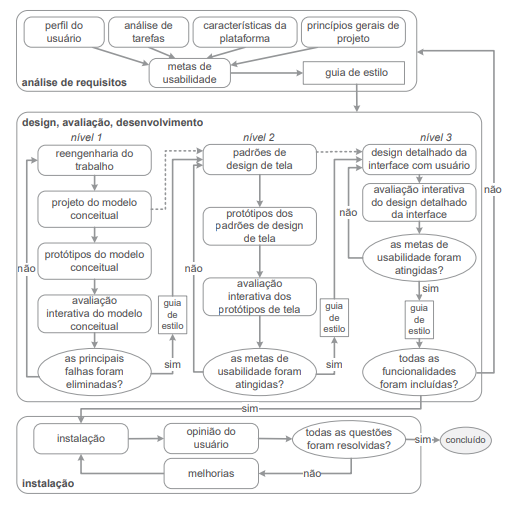 perfil do
usuário
análise de
tarefas
características da
plataforma
princípios gerais de
projeto
metas de
usabilidade
guia de estilo
análise de requisitos
design, avaliação, desenvolvimento
nível 1
nível 2
nível 3
reengenharia do
trabalho
projeto do modelo
conceitual
protótipos do modelo
conceitual
avaliação
interativa do modelo
conceitual
as principais
falhas foram
eliminadas?
não
sim
guia
de
estilo
padrões de
design de tela
protótipos dos
padrões de design
de tela
avaliação
interativa dos
protótipos de tela
as metas de
usabilidade foram
atingidas?
não
sim
guia
de
estilo
design detalhado da
interface com usuário
avaliação interativa
do design detalhado
da interface
as metas de
usabilidade foram
atingidas?
não
sim
guia
de
estilo
todas as
funcionalidades
foram incluídas?
não
sim
instalação
opinião do
usuário
todas as questões
foram resolvidas?
sim
concluído
não
melhorias
instalação